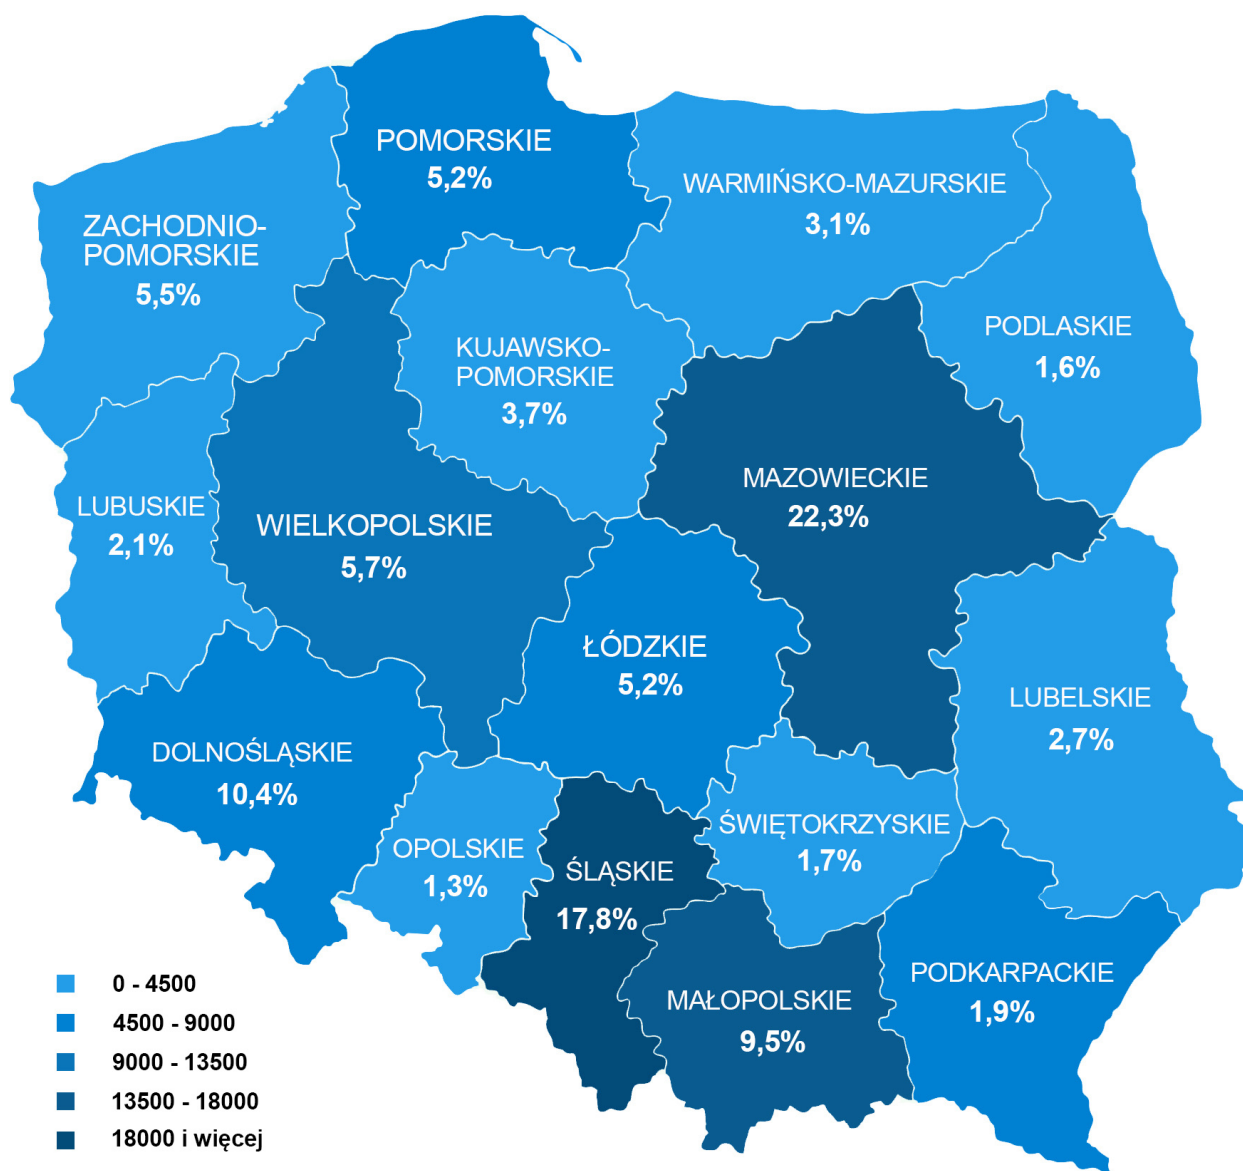 POMORSKIE
5,2%
WARMIŃSKO-MAZURSKIE
3,1%
ZACHODNIO-
POMORSKIE
5,5%
PODLASKIE
1,6%
KUJAWSKO-
POMORSKIE
3,7%
MAZOWIECKIE
22,3%
LUBUSKIE
2,1%
WIELKOPOLSKIE
5,7%
ŁÓDZKIE
5,2%
LUBELSKIE
2,7%
DOLNOŚLĄSKIE
10,4%
ŚWIĘTOKRZYSKIE
1,7%
OPOLSKIE
1,3%
ŚLĄSKIE
17,8%
PODKARPACKIE
1,9%
MAŁOPOLSKIE
9,5%
0 - 4500
4500 - 9000
9000 - 13500
13500 - 18000
18000 i więcej